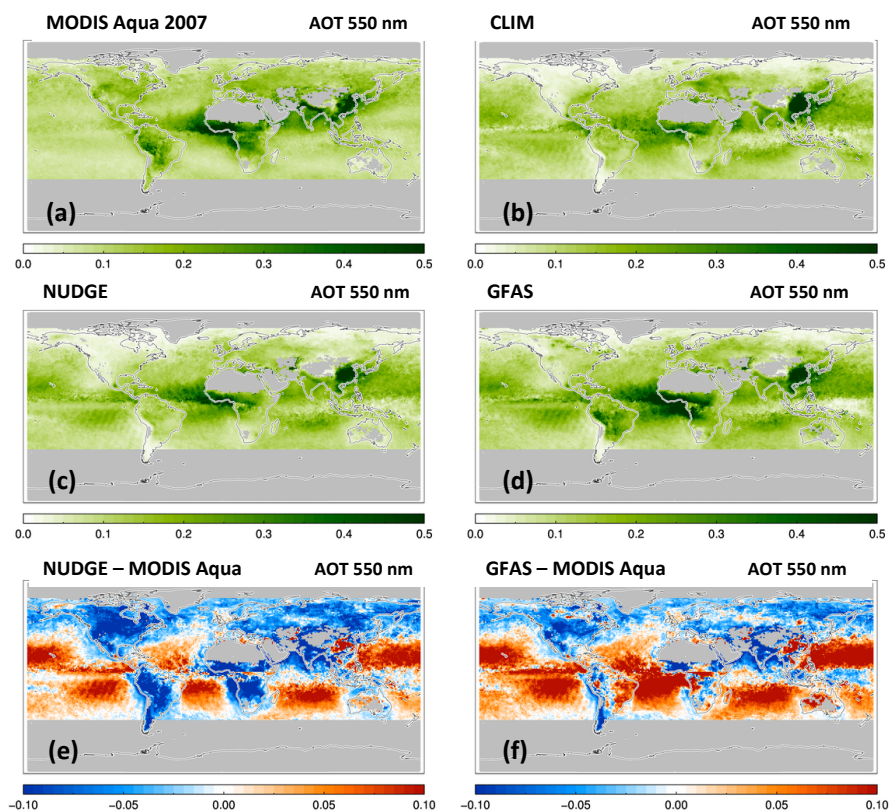 MODIS Aqua 2007 AOT 550 nm CLIM AOT 550 nm
(a) (b)
0.0 0.1 0.2 0.3 0.4 0.5 0.0 0.1 0.2 0.3 0.4 0.5
NUDGE AOT 550 nm GFAS AOT 550 nm
(c) (d)
0.0 0.1 0.2 0.3 0.4 0.5 0.0 0.1 0.2 0.3 0.4 0.5
NUDGE – MODIS Aqua AOT 550 nm GFAS – MODIS Aqua AOT 550 nm
(e) (f)
−0.10 −0.05 0.00 0.05 0.10 −0.10 −0.05 0.00 0.05 0.10